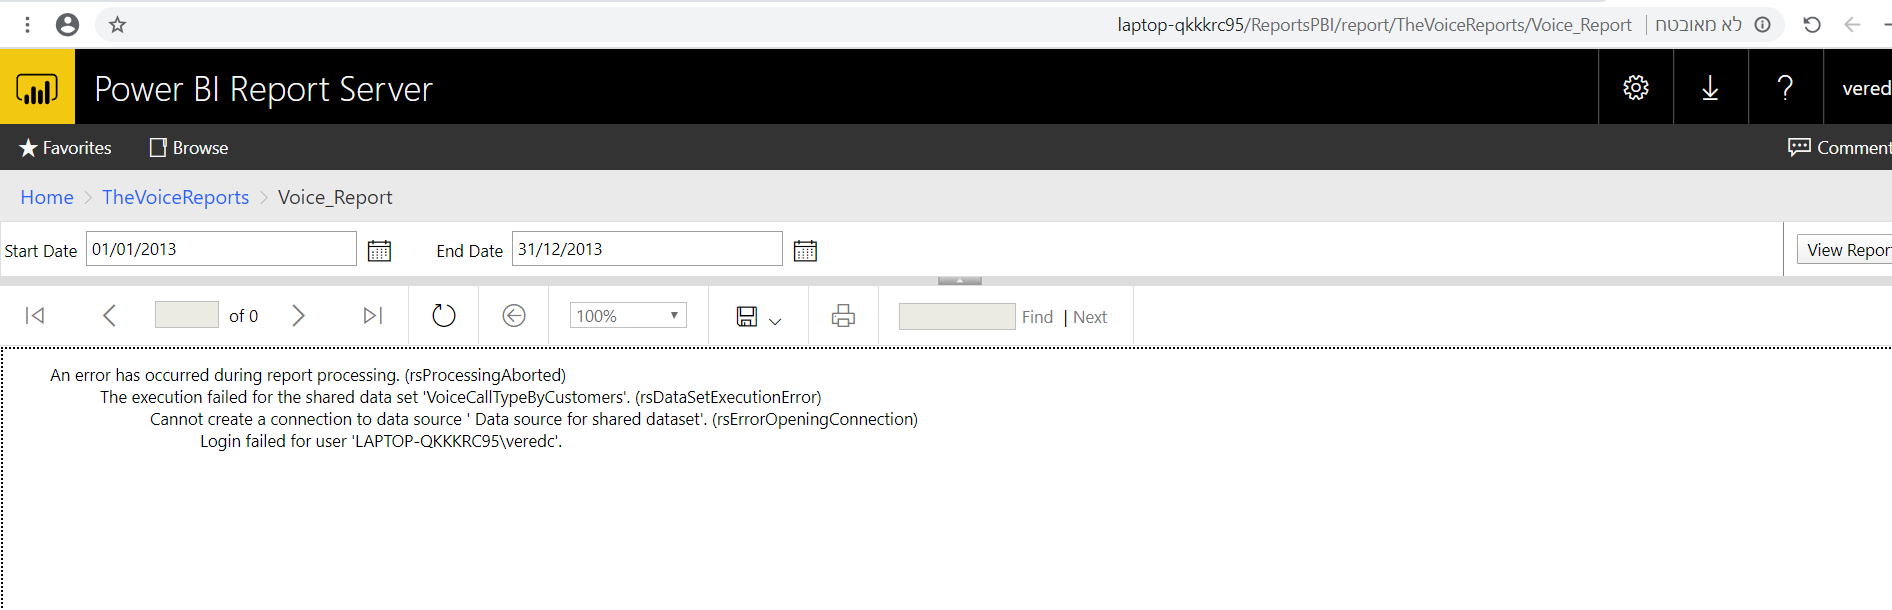 laptop-qkkkrc95/ReportsPBI/report/TheVoiceReports/Voice_Report | לא מאובטח
Power BI Report Server
? vered
Favorites Browse Comment
Home > TheVoiceReports > Voice_Report
Start Date 01/01/2013 End Date 31/12/2013 View Repor
of 0 100% Find | Next
An error has occurred during report processing. (rsProcessingAborted)
The execution failed for the shared data set 'VoiceCallTypeByCustomers'. (rsDataSetExecutionError)
Cannot create a connection to data source ' Data source for shared dataset'. (rsErrorOpeningConnection)
Login failed for user 'LAPTOP-QKKKRC95\veredc'.